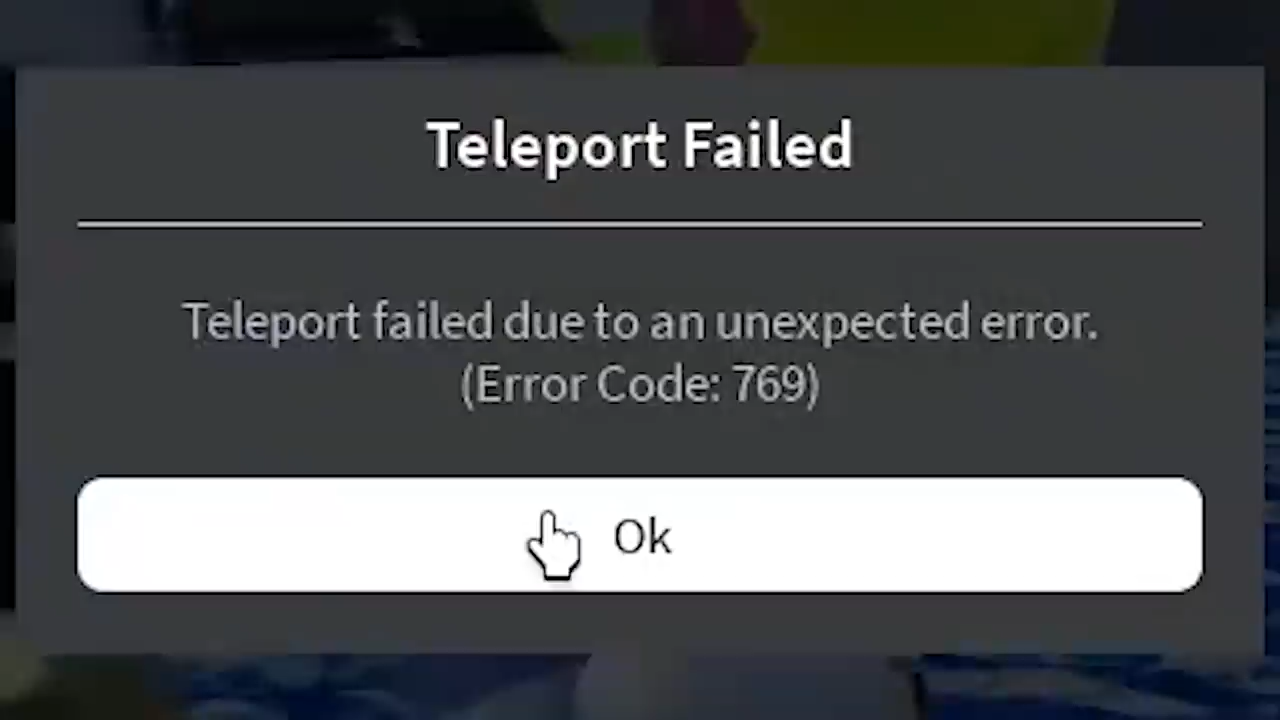 Teleport Failed
Teleport failed due to an unexpected error.
(Error Code: 769)
Ok